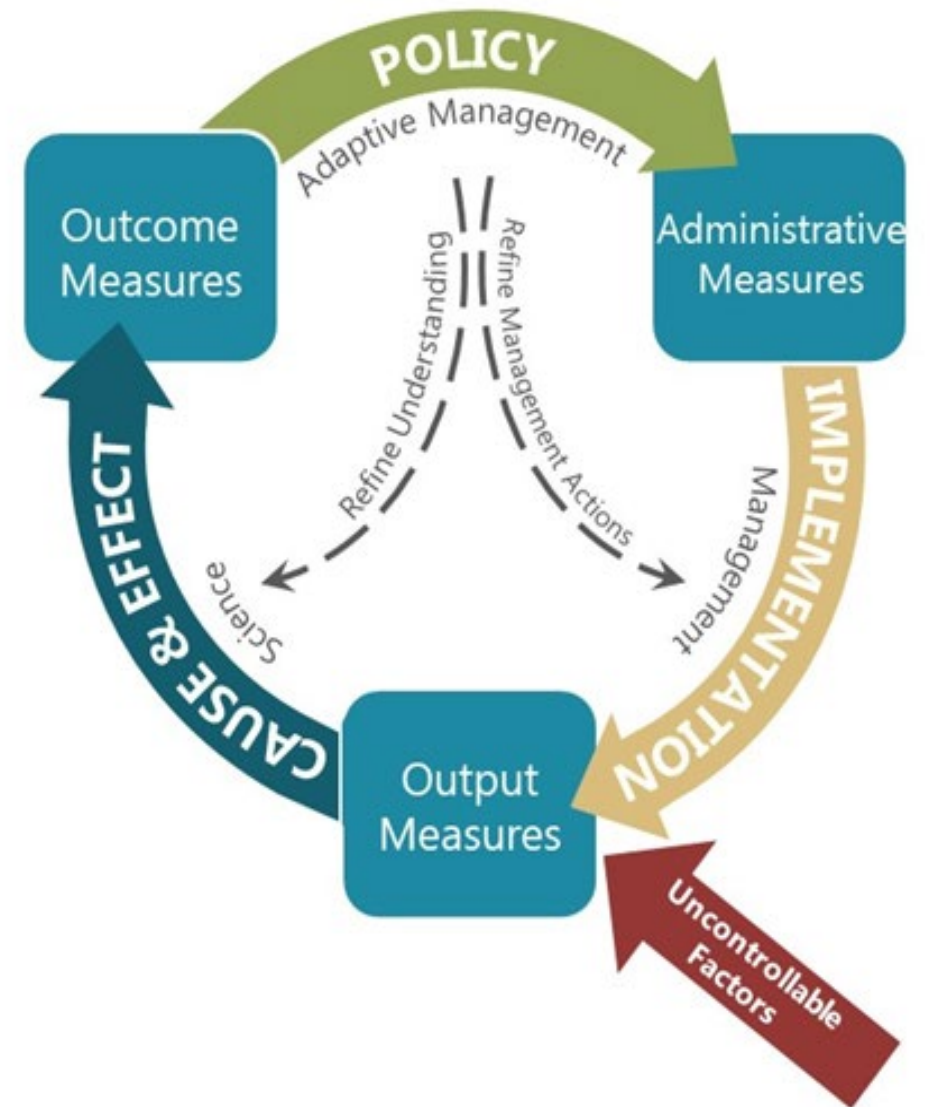 POLICY
Adaptive Management
Outcome
Measures
Administrative
Measures
Refine Understanding
Refine Management Actions
CAUSE & EFFECT
Science
Management
IMPLEMENTATION
Output
Measures
Uncontrollable
Factors